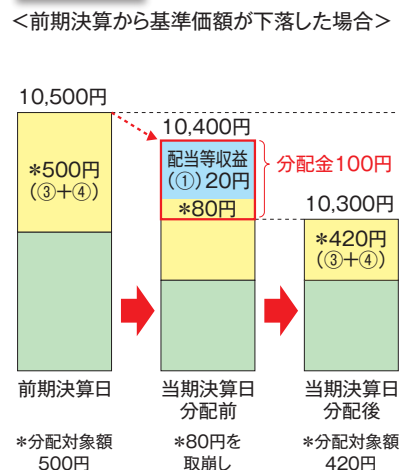 ＜前期決算から基準価額が下落した場合＞
10,500円
10,400円
配当等収益
(①)20円
分配金100円
*500円
(③+④)
*80円
10,300円
*420円
(③+④)
前期決算日
当期決算日
分配前
当期決算日
分配後
*分配対象額
500円
*80円を
取崩し
*分配対象額
420円